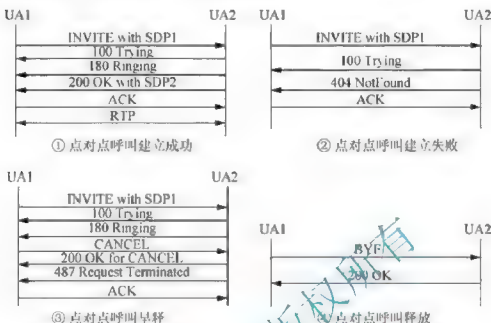 UA1 UA2
INVITE with SDP1
100 Trying
180 Ringing
200 OK with SDP2
ACK
RTP
① 点对点呼叫建立成功
UA1 UA2
INVITE with SDP1
100 Trying
404 NotFound
ACK
② 点对点呼叫建立失败
UA1 UA2
INVITE with SDP1
100 Trying
180 Ringing
CANCEL
200 OK for CANCEL
487 Request Terminated
ACK
③ 点对点呼叫早释
UA1 UA2
BYE
200 OK
点对点呼叫释放
版权所有